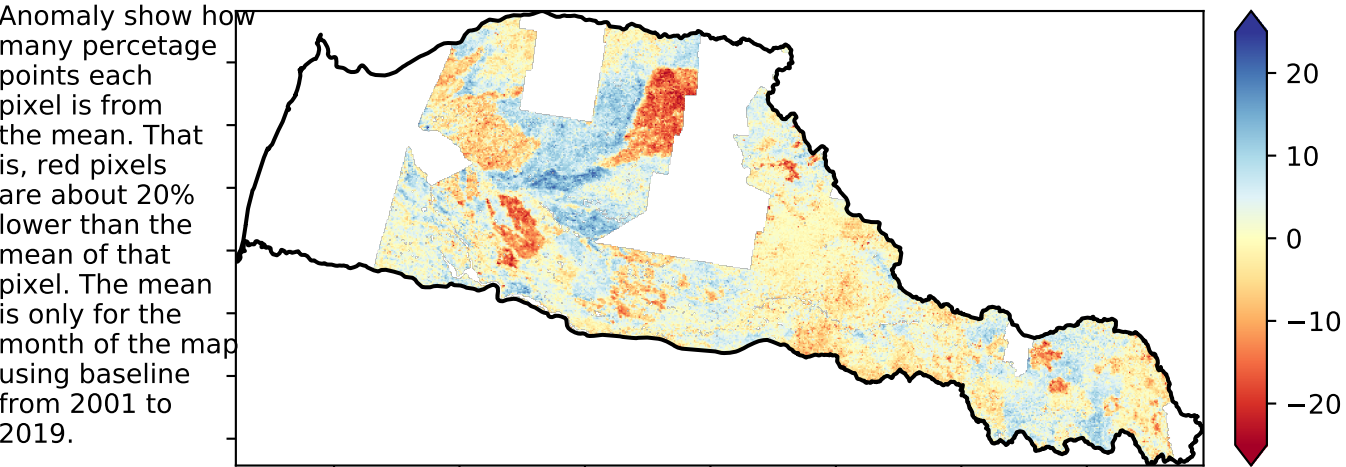 Anomaly show how
many percetage
points each
pixel is from
the mean. That
is, red pixels
are about 20%
lower than the
mean of that
pixel. The mean
is only for the
month of the map
using baseline
from 2001 to
2019.
20
10
0
−10
−20